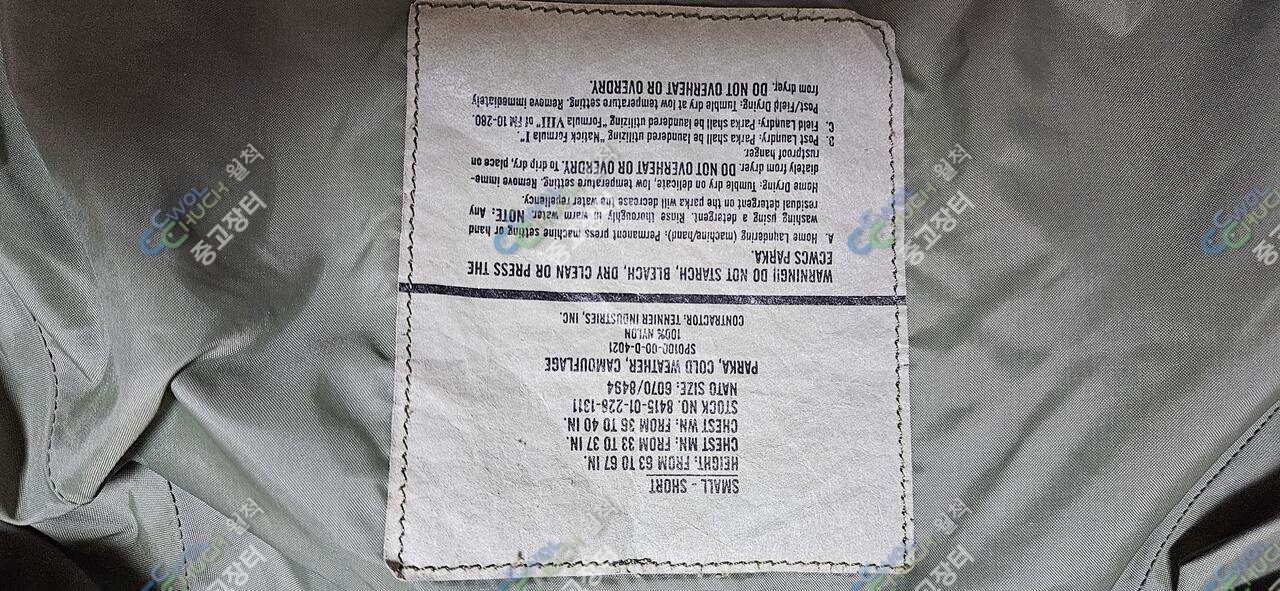 SMALL - SHORT
HEIGHT: FROM 63 TO 67 IN.
CHEST MN: FROM 33 TO 37 IN.
CHEST WN: FROM 36 TO 40 IN.
STOCK NO. 8415-01-228-1311
NATO SIZE: 6070/8494
PARKA, COLD WEATHER, CAMOUFLAGE
SPO100-00-D-4021
100% NYLON
CONTRACTOR: TENNIER INDUSTRIES, INC.
WARNING!! DO NOT STARCH, BLEACH, DRY CLEAN OR PRESS THE
ECWCS PARKA.
A. Home Laundering (machine/hand): Permanent press machine setting or hand
washing using a detergent. Rinse thoroughly in warm water. NOTE: Any
residual detergent on the parka will decrease the water repellency.
Home Drying: Tumble dry on delicate, low temperature setting. Remove imme-
diately from dryer. DO NOT OVERHEAT OR OVERDRY. To drip dry, place on
rustproof hanger.
3. Post Laundry: Parka shall be laundered utilizing "Natick Formula I".
C. Field Laundry: Parka shall be laundered utilizing "Formula VIII" of FM 10-280.
Post/Field Drying: Tumble dry at low temperature setting. Remove immediately
from dryer. DO NOT OVERHEAT OR OVERDRY.
CWOL
CHUCH 월척
중고장터